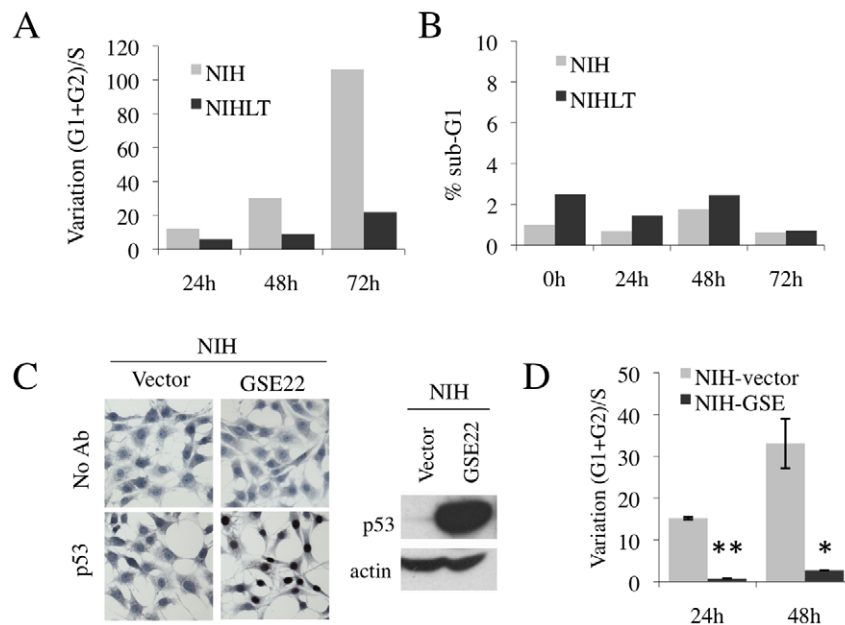 A
Variation (G1+G2)/S
120
100
80
60
40
20
0
NIH
NIHLT
24h 48h 72h
B
% sub-G1
10
8
6
4
2
0
NIH
NIHLT
0h 24h 48h 72h
C
NIH
Vector GSE22
No Ab
p53
NIH
Vector
GSE22
p53
actin
D
Variation (G1+G2)/S
50
40
30
20
10
0
NIH-vector
NIH-GSE
** *
24h 48h